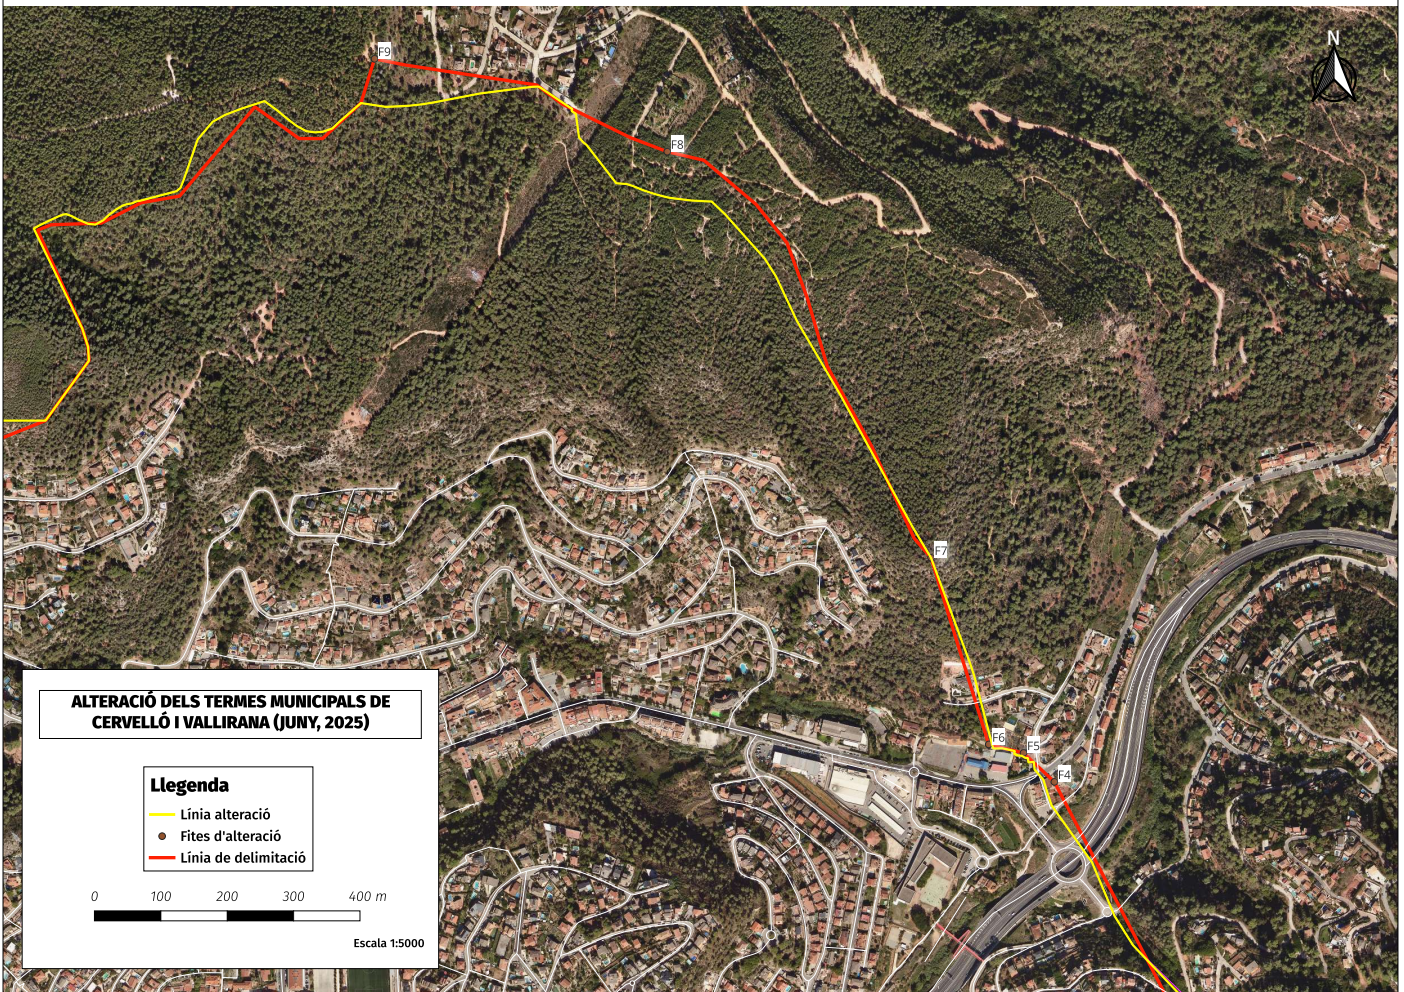 N
F9
F8
F7
F6
F5
F4
ALTERACIÓ DELS TERMES MUNICIPALS DE
CERVELLÓ I VALLIRANA (JUNY, 2025)
Llegenda
Línia alteració
Fites d'alteració
Línia de delimitació
0 100 200 300 400 m
Escala 1:5000